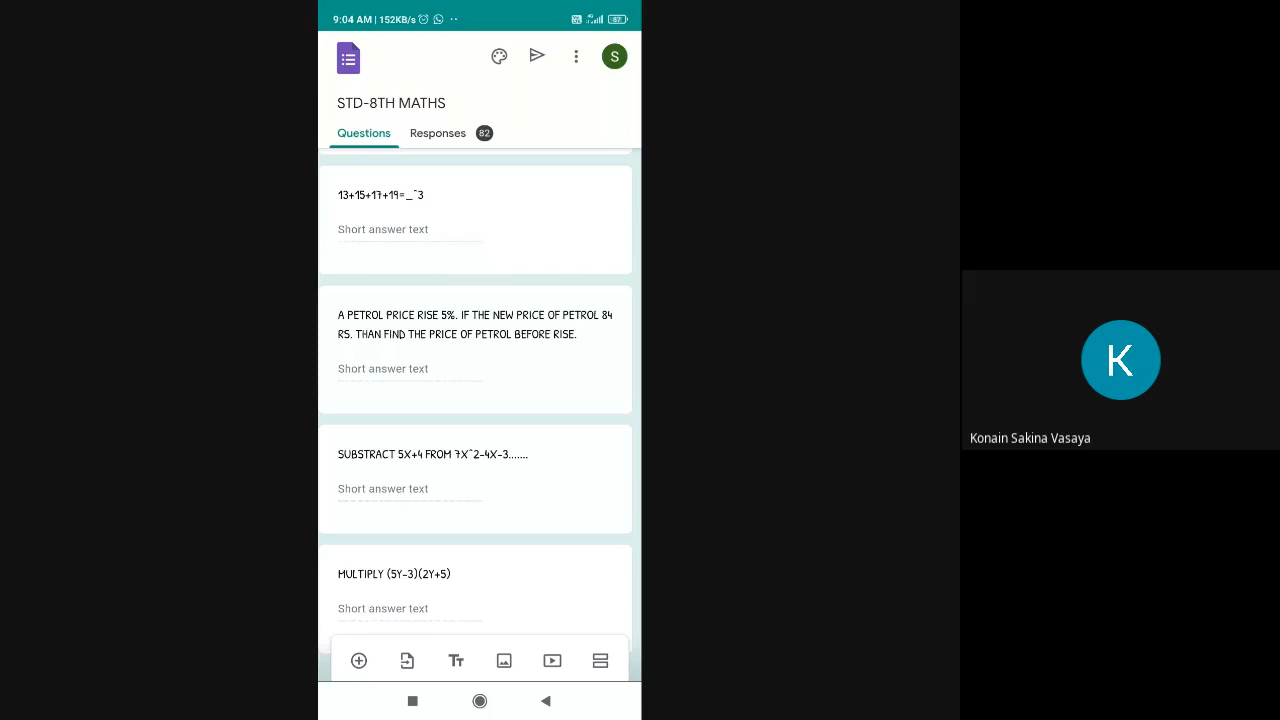 9:04 AM | 152KB/s
87
S
STD-8TH MATHS
Questions
Responses
82
13+15+17+19=_^3
Short answer text
A PETROL PRICE RISE 5%. IF THE NEW PRICE OF PETROL 84
RS. THAN FIND THE PRICE OF PETROL BEFORE RISE.
Short answer text
SUBSTRACT 5X+4 FROM 7X^2-4X-3.......
Short answer text
MULTIPLY (5Y-3)(2Y+5)
Short answer text
Tт
K
Konain Sakina Vasaya